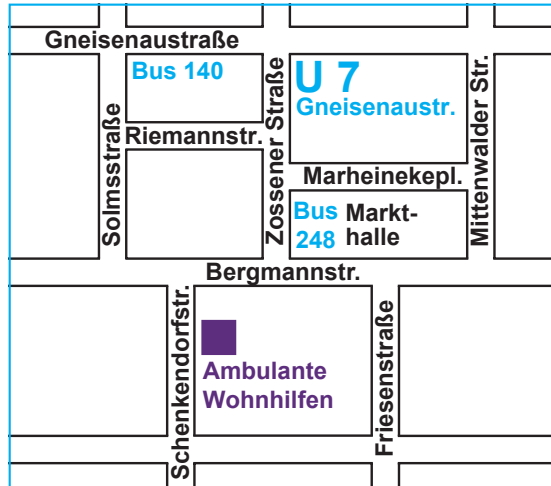 Gneisenaustraße
Bus 140
U 7
Gneisenaustr.
Solmsstraße
Zossener Straße
Mittenwalder Str.
Riemannstr.
Marheinekepl.
Bus
248
Markt-
halle
Bergmannstr.
Schenkendorfstr.
Ambulante
Wohnhilfen
Friesenstraße